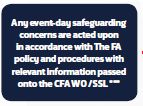 Any event-day safeguarding
concerns are acted upon
in accordance with The FA
policy and procedures with
relevant information passed
onto the CFA WO / SSL ***